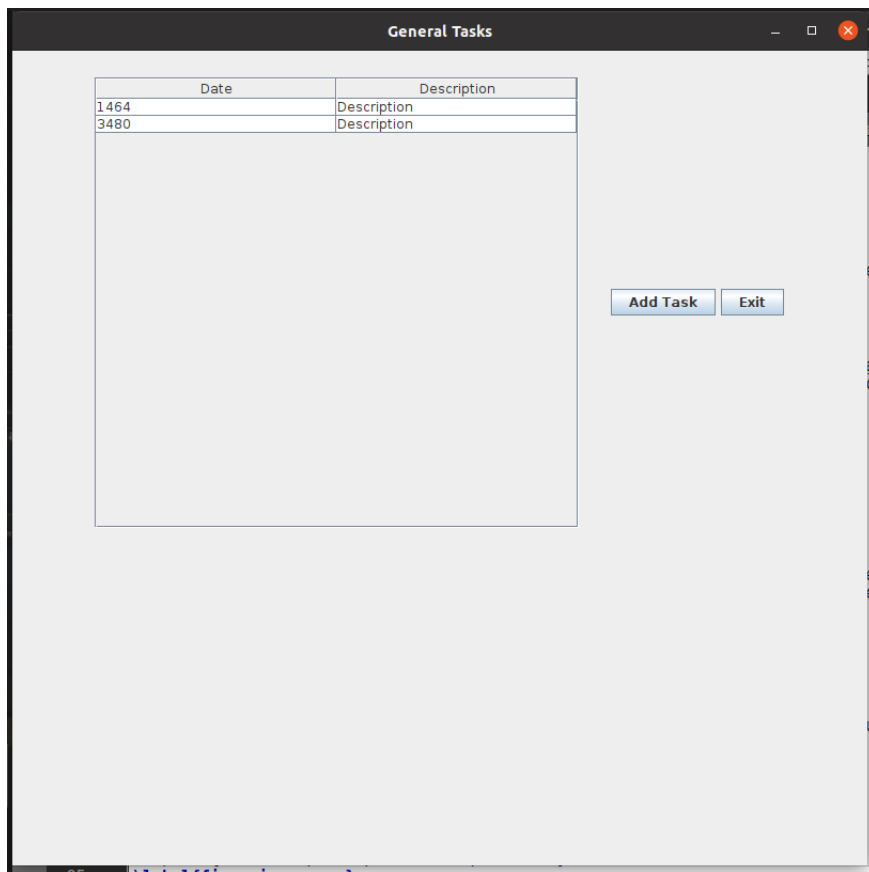 General Tasks
Date Description
1464 Description
3480 Description
Add Task Exit